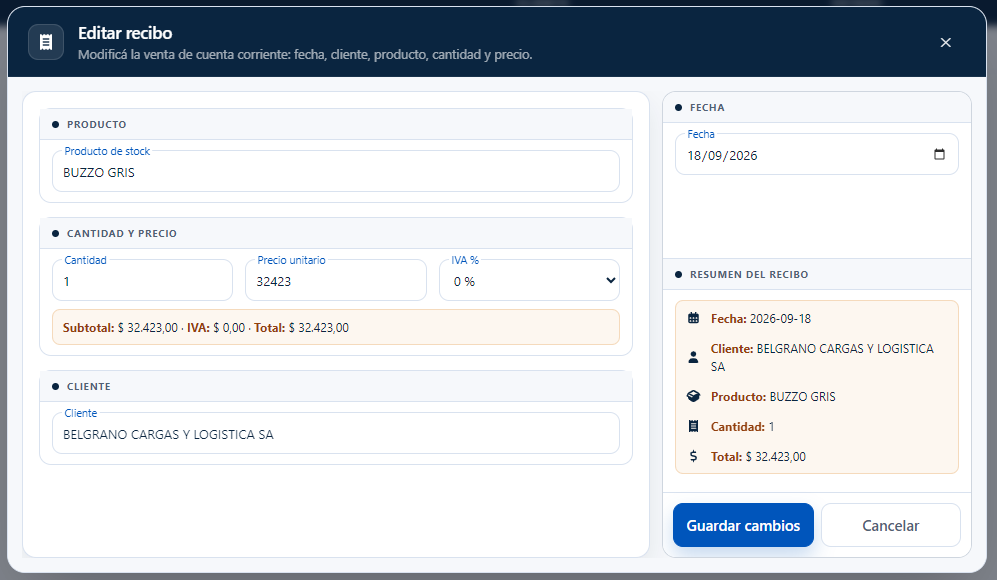 Editar recibo
Modificá la venta de cuenta corriente: fecha, cliente, producto, cantidad y precio.
PRODUCTO
Producto de stock
BUZZO GRIS
CANTIDAD Y PRECIO
Cantidad
1
Precio unitario
32423
IVA %
0 %
Subtotal: $ 32.423,00 · IVA: $ 0,00 · Total: $ 32.423,00
CLIENTE
Cliente
BELGRANO CARGAS Y LOGISTICA SA
FECHA
Fecha
18/09/2026
RESUMEN DEL RECIBO
Fecha: 2026-09-18
Cliente: BELGRANO CARGAS Y LOGISTICA
SA
Producto: BUZZO GRIS
Cantidad: 1
Total: $ 32.423,00
Guardar cambios
Cancelar